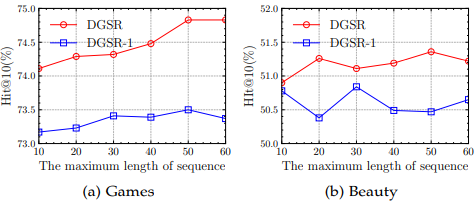 75.0
74.5
74.0
73.5
73.0
Hit@10(%)
DGSR
DGSR-1
10 20 30 40 50 60
The maximum length of sequence
(a) Games
52.0
51.5
51.0
50.5
50.0
Hit@10(%)
DGSR
DGSR-1
10 20 30 40 50 60
The maximum length of sequence
(b) Beauty